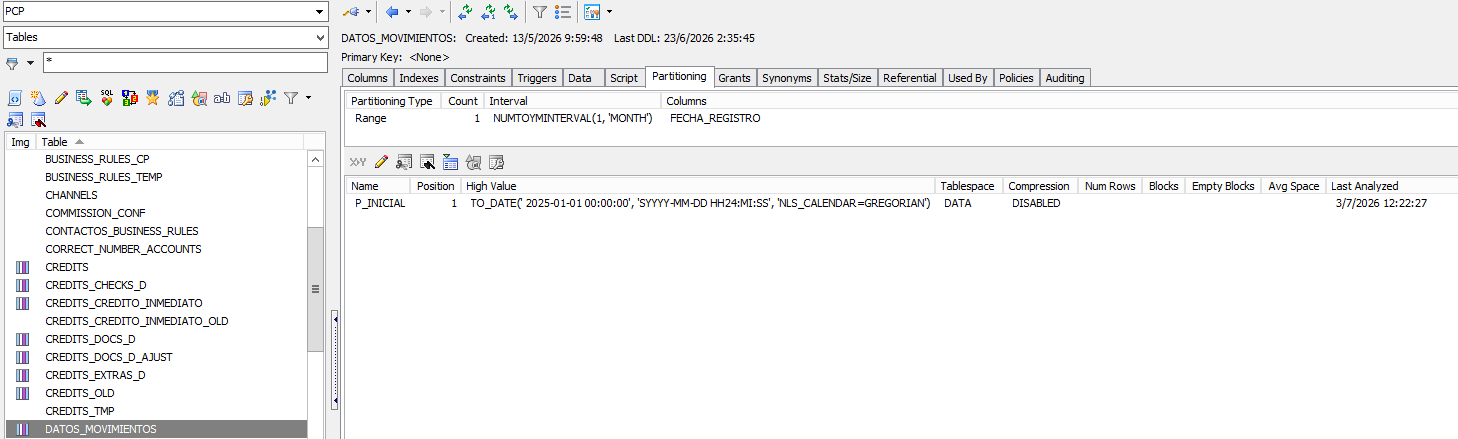 PCP
Tables
*
Img Table
BUSINESS_RULES_CP
BUSINESS_RULES_TEMP
CHANNELS
COMMISSION_CONF
CONTACTOS_BUSINESS_RULES
CORRECT_NUMBER_ACCOUNTS
CREDITS
CREDITS_CHECKS_D
CREDITS_CREDITO_INMEDIATO
CREDITS_CREDITO_INMEDIATO_OLD
CREDITS_DOCS_D
CREDITS_DOCS_D_AJUST
CREDITS_EXTRAS_D
CREDITS_OLD
CREDITS_TMP
DATOS_MOVIMIENTOS
DATOS_MOVIMIENTOS: Created: 13/5/2026 9:59:48 Last DDL: 23/6/2026 2:35:45
Primary Key: <None>
Columns Indexes Constraints Triggers Data Script Partitioning Grants Synonyms Stats/Size Referential Used By Policies Auditing
Partitioning Type Count Interval Columns
Range 1 NUMTOYMINTERVAL(1, 'MONTH') FECHA_REGISTRO
XYY
Name Position High Value Tablespace Compression Num Rows Blocks Empty Blocks Avg Space Last Analyzed
P_INICIAL 1 TO_DATE(' 2025-01-01 00:00:00', 'SYYYY-MM-DD HH24:MI:SS', 'NLS_CALENDAR=GREGORIAN') DATA DISABLED 3/7/2026 12:22:27